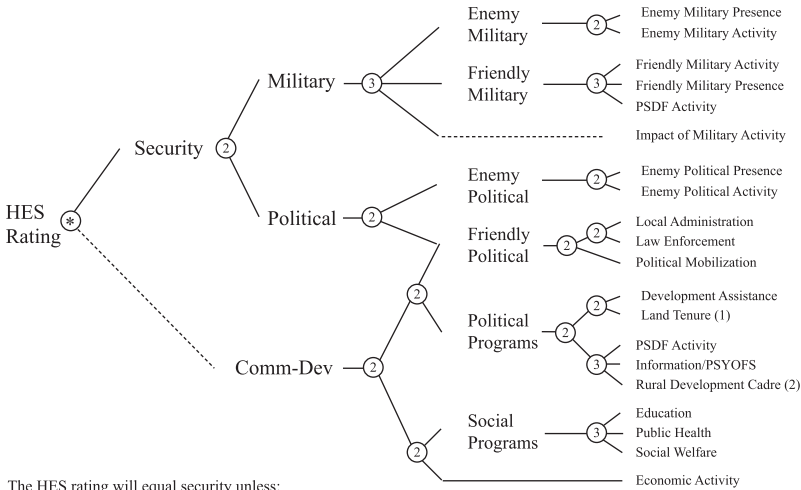 Enemy
Military
2
Enemy Military Presence
Enemy Military Activity
Military
3
Friendly
Military
3
Friendly Military Activity
Friendly Military Presence
PSDF Activity
Impact of Military Activity
Security
2
HES
Rating
*
Political
2
Enemy
Political
2
Enemy Political Presence
Enemy Political Activity
Friendly
Political
2
2
Local Administration
Law Enforcement
Political Mobilization
2
Political
Programs
2
2
Development Assistance
Land Tenure (1)
3
PSDF Activity
Information/PSYOFS
Rural Development Cadre (2)
Comm-Dev
2
2
Social
Programs
3
Education
Public Health
Social Welfare
Economic Activity
The HES rating will equal security unless: